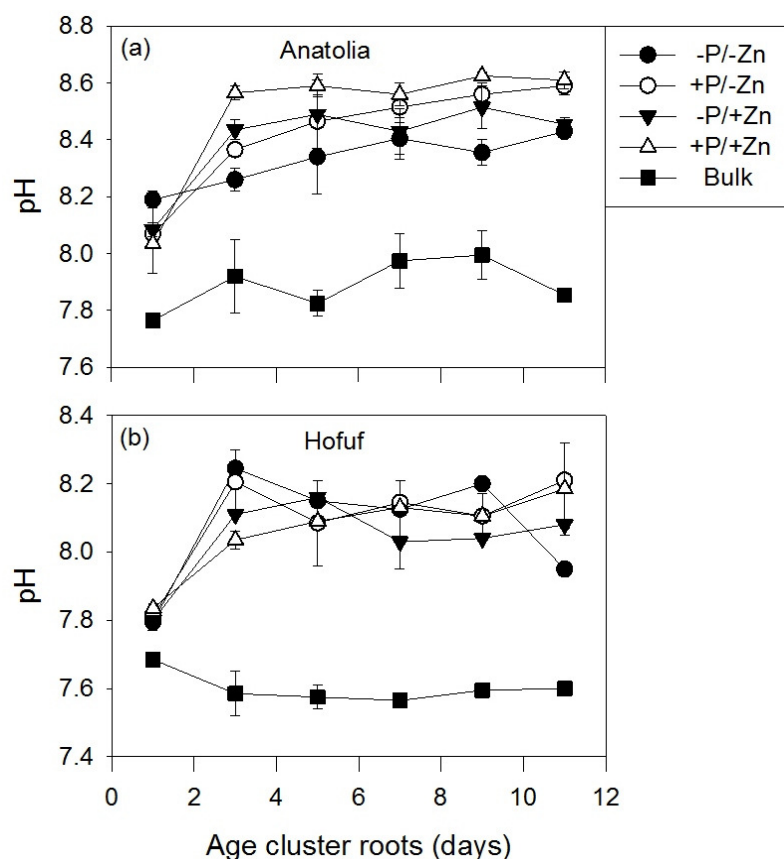 (a)
Anatolia
8.8
8.6
8.4
8.2
8.0
7.8
7.6
pH
-P/-Zn
+P/-Zn
-P/+Zn
+P/+Zn
Bulk
(b)
Hofuf
8.4
8.2
8.0
7.8
7.6
7.4
pH
0 2 4 6 8 10 12
Age cluster roots (days)